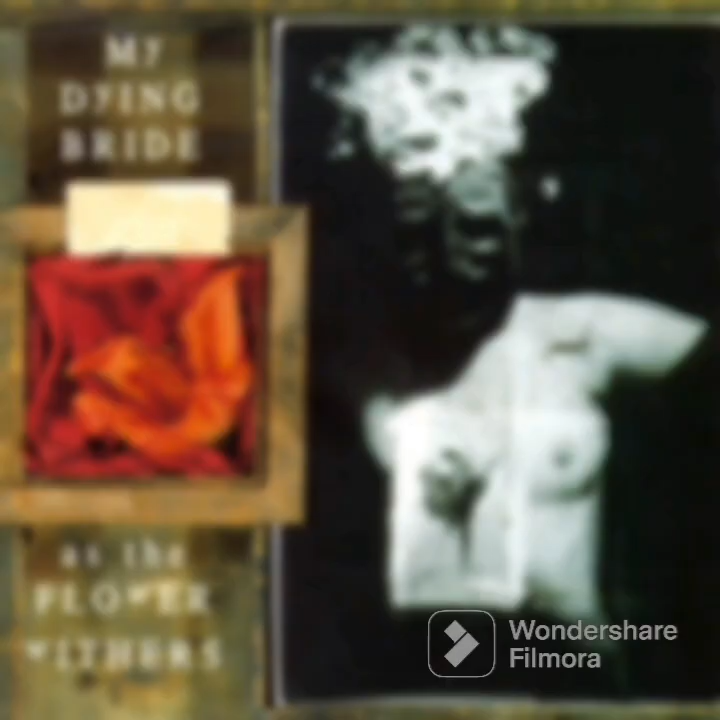 MY
DYING
BRIDE
as the
FLOWER
WITHERS
Wondershare
Filmora